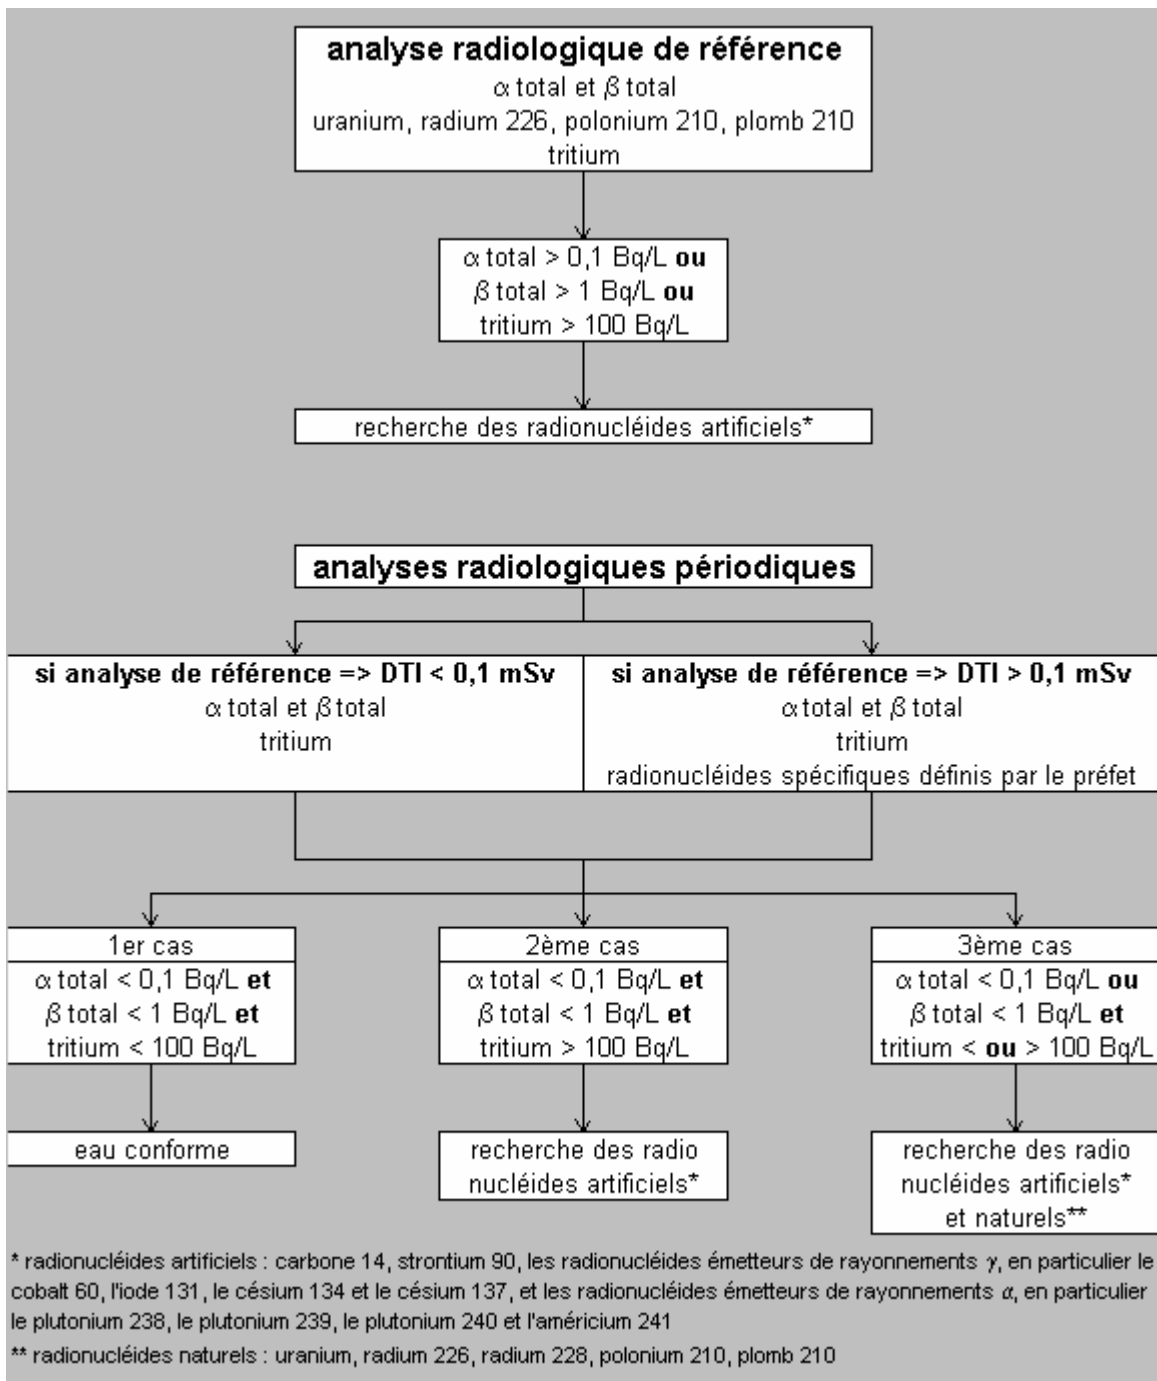 analyse radiologique de référence
α total et β total
uranium, radium 226, polonium 210, plomb 210
tritium
α total > 0,1 Bq/L ou
β total > 1 Bq/L ou
tritium > 100 Bq/L
recherche des radionucléides artificiels*
analyses radiologiques périodiques
si analyse de référence => DTI < 0,1 mSv
α total et β total
tritium
si analyse de référence => DTI > 0,1 mSv
α total et β total
tritium
radionucléides spécifiques définis par le préfet
1er cas
α total < 0,1 Bq/L et
β total < 1 Bq/L et
tritium < 100 Bq/L
eau conforme
2ème cas
α total < 0,1 Bq/L et
β total < 1 Bq/L et
tritium > 100 Bq/L
recherche des radio
nucléides artificiels*
3ème cas
α total < 0,1 Bq/L ou
β total < 1 Bq/L et
tritium < ou > 100 Bq/L
recherche des radio
nucléides artificiels*
et naturels**
* radionucléides artificiels : carbone 14, strontium 90, les radionucléides émetteurs de rayonnements γ, en particulier le
cobalt 60, l'iode 131, le césium 134 et le césium 137, et les radionucléides émetteurs de rayonnements α, en particulier
le plutonium 238, le plutonium 239, le plutonium 240 et l'américium 241
** radionucléides naturels : uranium, radium 226, radium 228, polonium 210, plomb 210